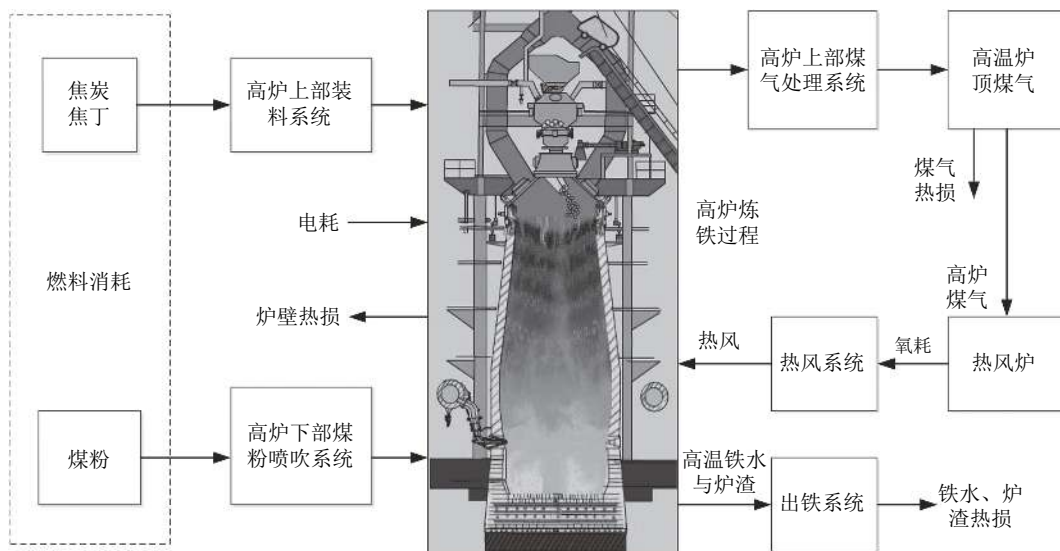 焦炭
焦丁
高炉上部装
料系统
高炉上部煤
气处理系统
高温炉
顶煤气
煤气
热损
电耗
高炉炼
铁过程
燃料消耗
炉壁热损
高炉
煤气
热风
热风系统
氧耗
热风炉
煤粉
高炉下部煤
粉喷吹系统
高温铁水
与炉渣
出铁系统
铁水、炉
渣热损